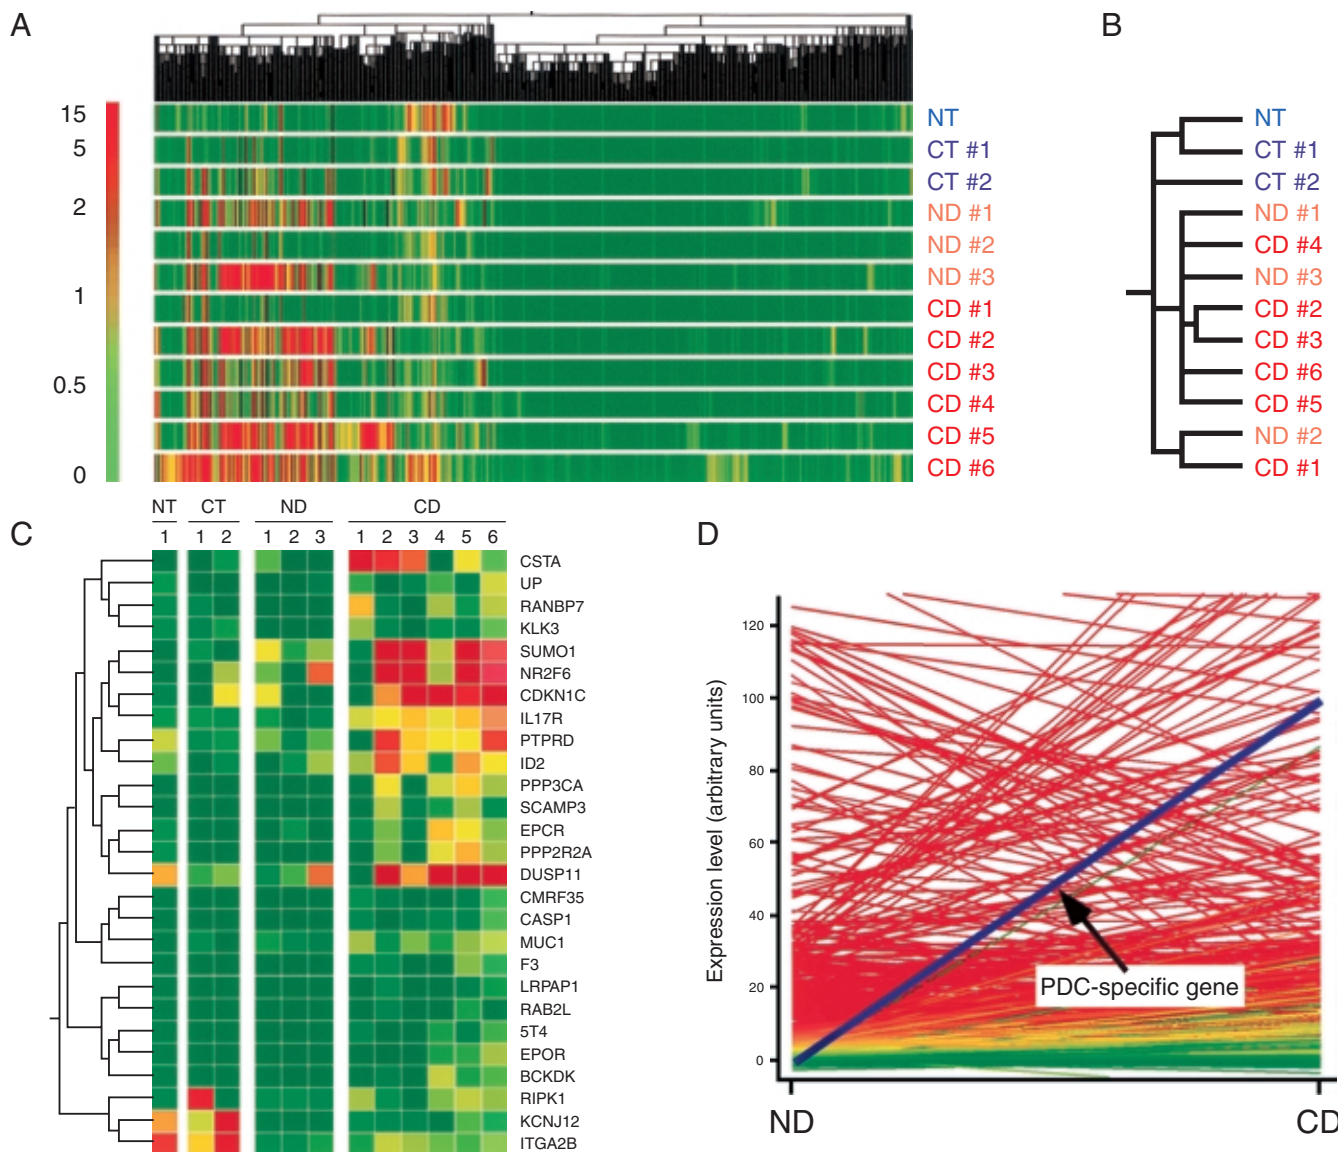 A
B
15
5
2
1
0.5
0
NT
CT #1
CT #2
ND #1
ND #2
ND #3
CD #1
CD #2
CD #3
CD #4
CD #5
CD #6
NT
CT #1
CT #2
ND #1
CD #4
ND #3
CD #2
CD #3
CD #6
CD #5
ND #2
CD #1
C
NT CT ND CD
1 1 2 1 2 3 1 2 3 4 5 6
CSTA
UP
RANBP7
KLK3
SUMO1
NR2F6
CDKN1C
IL17R
PTPRD
ID2
PPP3CA
SCAMP3
EPCR
PPP2R2A
DUSP11
CMRF35
CASP1
MUC1
F3
LRPAP1
RAB2L
5T4
EPOR
BCKDK
RIPK1
KCNJ12
ITGA2B
D
Expression level (arbitrary units)
120
100
80
60
40
20
0
PDC-specific gene
ND
CD